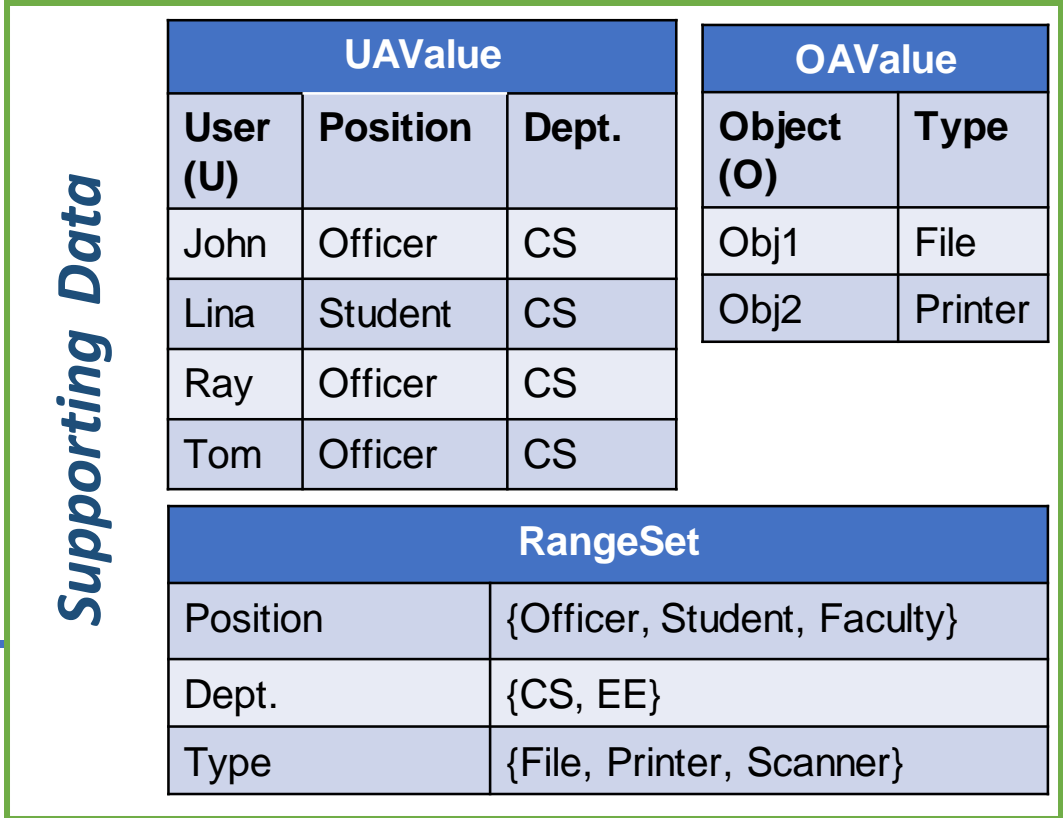 Supporting Data
UAValue
User (U) Position Dept.
John Officer CS
Lina Student CS
Ray Officer CS
Tom Officer CS
OAValue
Object (O) Type
Obj1 File
Obj2 Printer
RangeSet
Position {Officer, Student, Faculty}
Dept. {CS, EE}
Type {File, Printer, Scanner}